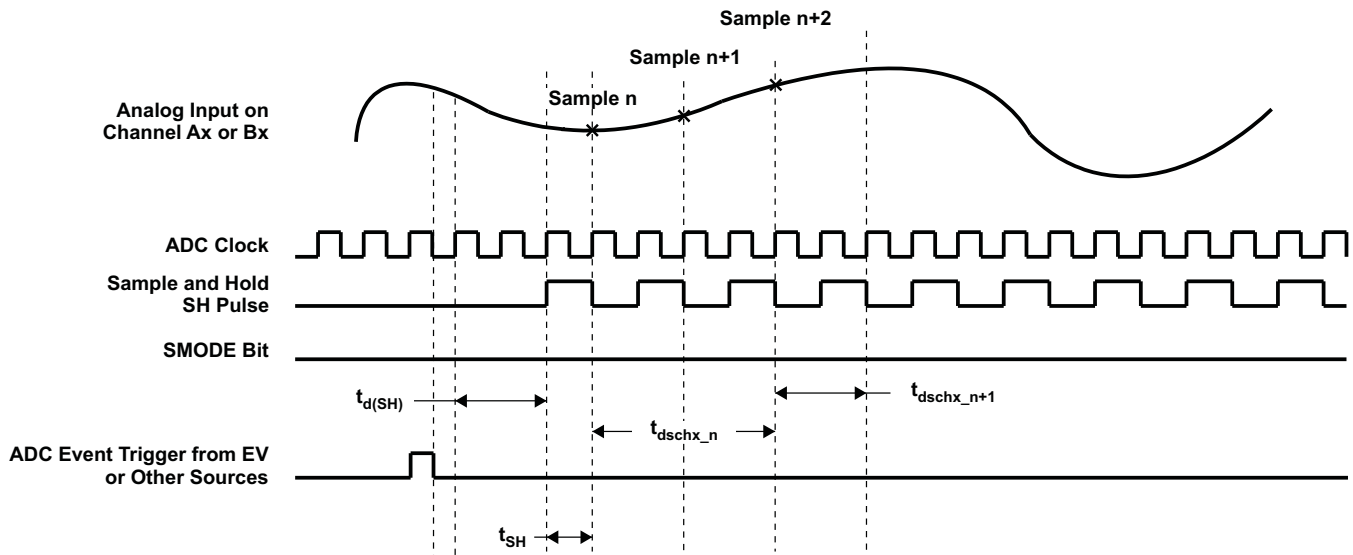 Sample n+2
Sample n+1
Sample n
Analog Input on
Channel Ax or Bx
ADC Clock
Sample and Hold
SH Pulse
SMODE Bit
td(SH)
tdschx_n+1
tdschx_n
ADC Event Trigger from EV
or Other Sources
tSH